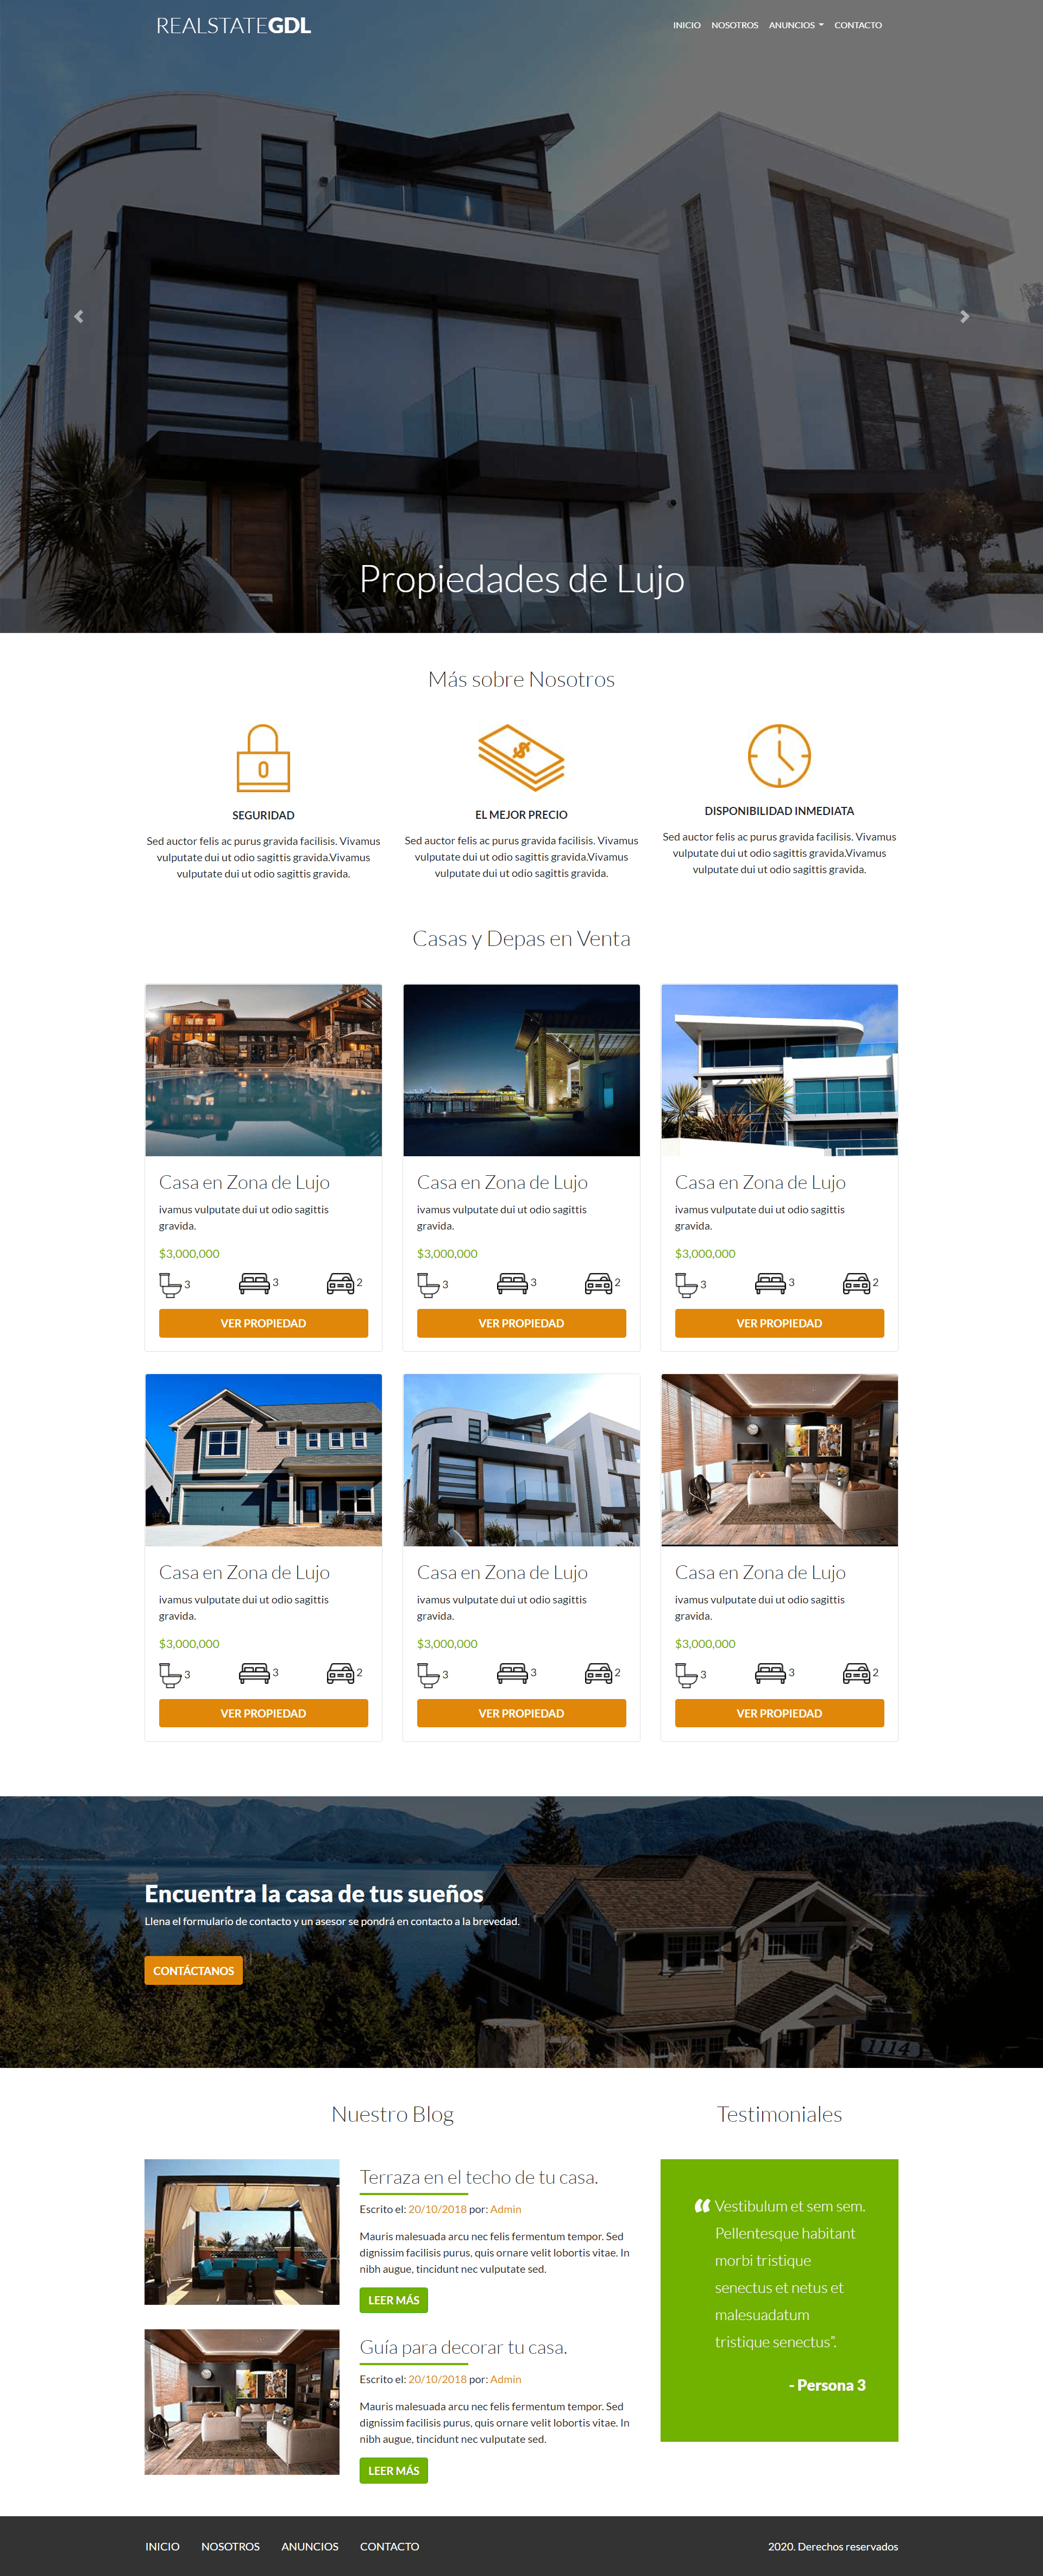 REALSTATEGDL
INICIO NOSOTROS ANUNCIOS CONTACTO
Propiedades de Lujo
Más sobre Nosotros
SEGURIDAD
Sed auctor felis ac purus gravida facilisis. Vivamus
vulputate dui ut odio sagittis gravida.Vivamus
vulputate dui ut odio sagittis gravida.
EL MEJOR PRECIO
Sed auctor felis ac purus gravida facilisis. Vivamus
vulputate dui ut odio sagittis gravida.Vivamus
vulputate dui ut odio sagittis gravida.
DISPONIBILIDAD INMEDIATA
Sed auctor felis ac purus gravida facilisis. Vivamus
vulputate dui ut odio sagittis gravida.Vivamus
vulputate dui ut odio sagittis gravida.
Casas y Depas en Venta
Casa en Zona de Lujo
ivamus vulputate dui ut odio sagittis
gravida.
$3,000,000
3 3 2
VER PROPIEDAD
Casa en Zona de Lujo
ivamus vulputate dui ut odio sagittis
gravida.
$3,000,000
3 3 2
VER PROPIEDAD
Casa en Zona de Lujo
ivamus vulputate dui ut odio sagittis
gravida.
$3,000,000
3 3 2
VER PROPIEDAD
Casa en Zona de Lujo
ivamus vulputate dui ut odio sagittis
gravida.
$3,000,000
3 3 2
VER PROPIEDAD
Casa en Zona de Lujo
ivamus vulputate dui ut odio sagittis
gravida.
$3,000,000
3 3 2
VER PROPIEDAD
Casa en Zona de Lujo
ivamus vulputate dui ut odio sagittis
gravida.
$3,000,000
3 3 2
VER PROPIEDAD
Encuentra la casa de tus sueños
Llena el formulario de contacto y un asesor se pondrá en contacto a la brevedad.
CONTÁCTANOS
1114
Nuestro Blog
Terraza en el techo de tu casa.
Escrito el: 20/10/2018 por: Admin
Mauris malesuada arcu nec felis fermentum tempor. Sed
dignissim facilisis purus, quis ornare velit lobortis vitae. In
nibh augue, tincidunt nec vulputate sed.
LEER MÁS
Guía para decorar tu casa.
Escrito el: 20/10/2018 por: Admin
Mauris malesuada arcu nec felis fermentum tempor. Sed
dignissim facilisis purus, quis ornare velit lobortis vitae. In
nibh augue, tincidunt nec vulputate sed.
LEER MÁS
Testimoniales
“ Vestibulum et sem sem.
Pellentesque habitant
morbi tristique
senectus et netus et
malesuadatum
tristique senectus”.
- Persona 3
INICIO NOSOTROS ANUNCIOS CONTACTO
2020. Derechos reservados